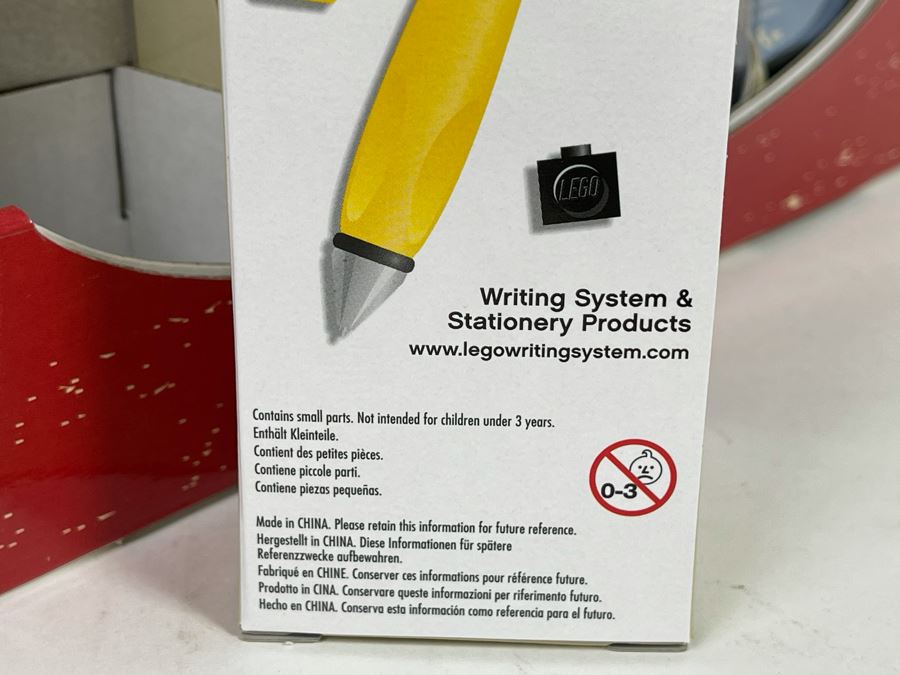 LEGO
Writing System &
Stationery Products
www.legowritingsystem.com
Contains small parts. Not intended for children under 3 years.
Enthält Kleinteile.
Contient des petites pièces.
Contiene piccole parti.
Contiene piezas pequeñas.
0-3
Made in CHINA. Please retain this information for future reference.
Hergestellt in CHINA. Diese Informationen für spätere
Referenzzwecke aufbewahren.
Fabriqué en CHINE. Conserver ces informations pour référence future.
Prodotto in CINA. Conservare queste informazioni per riferimento futuro.
Hecho en CHINA. Conserva esta información como referencia para el futuro.